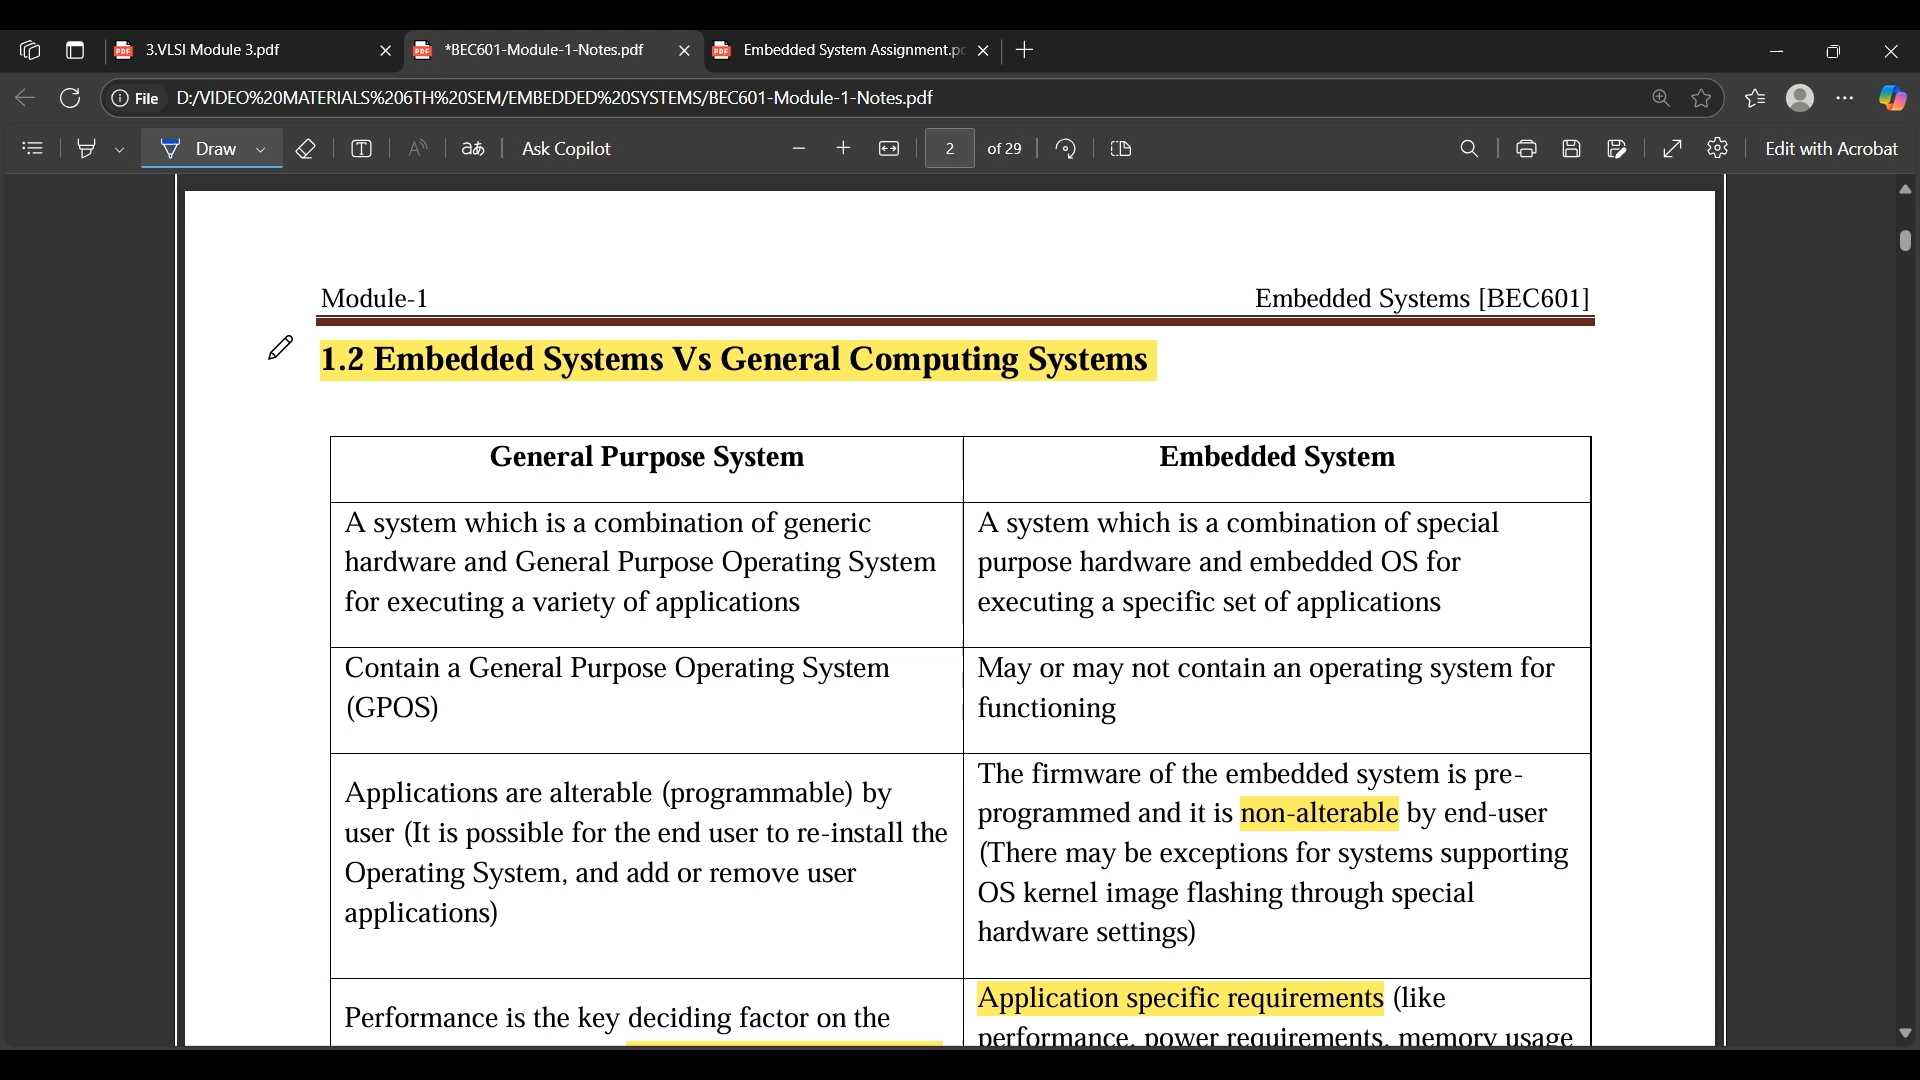 3.VLSI Module 3.pdf
*BEC601-Module-1-Notes.pdf
Embedded System Assignment.pd
File
D:/VIDEO%20MATERIALS%206TH%20SEM/EMBEDDED%20SYSTEMS/BEC601-Module-1-Notes.pdf
Draw
Ask Copilot
2 of 29
Edit with Acrobat
Module-1
Embedded Systems [BEC601]
1.2 Embedded Systems Vs General Computing Systems
General Purpose System
Embedded System
A system which is a combination of generic
hardware and General Purpose Operating System
for executing a variety of applications
A system which is a combination of special
purpose hardware and embedded OS for
executing a specific set of applications
Contain a General Purpose Operating System
(GPOS)
May or may not contain an operating system for
functioning
Applications are alterable (programmable) by
user (It is possible for the end user to re-install the
Operating System, and add or remove user
applications)
The firmware of the embedded system is pre-
programmed and it is non-alterable by end-user
(There may be exceptions for systems supporting
OS kernel image flashing through special
hardware settings)
Performance is the key deciding factor on the
Application specific requirements (like
performance, power requirements, memory usage